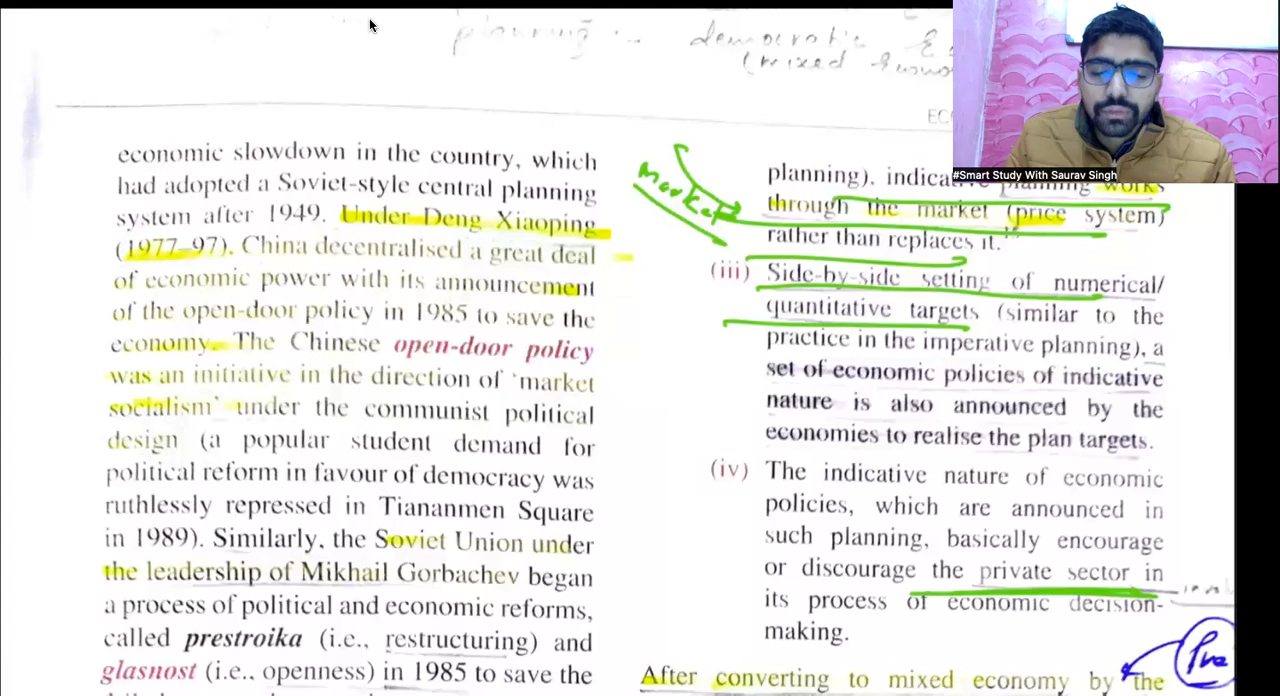 planning :- democratic
(mixed
EC
economic slowdown in the country, which
had adopted a Soviet-style central planning
system after 1949. Under Deng Xiaoping
(1977–97). China decentralised a great deal
of economic power with its announcement
of the open-door policy in 1985 to save the
economy. The Chinese open-door policy
was an initiative in the direction of ‘market
socialism’ under the communist political
design (a popular student demand for
political reform in favour of democracy was
ruthlessly repressed in Tiananmen Square
in 1989). Similarly, the Soviet Union under
the leadership of Mikhail Gorbachev began
a process of political and economic reforms,
called prestroika (i.e., restructuring) and
glasnost (i.e., openness) in 1985 to save the
market
planning). planning works
through the market (price system)
rather than replaces it.
(iii) Side-by-side setting of numerical/
quantitative targets (similar to the
practice in the imperative planning), a
set of economic policies of indicative
nature is also announced by the
economies to realise the plan targets.
(iv) The indicative nature of economic
policies, which are announced in
such planning, basically encourage
or discourage the private sector in
its process of economic decision-
making.
After converting to mixed economy by the
#Smart Study With Saurav Singh